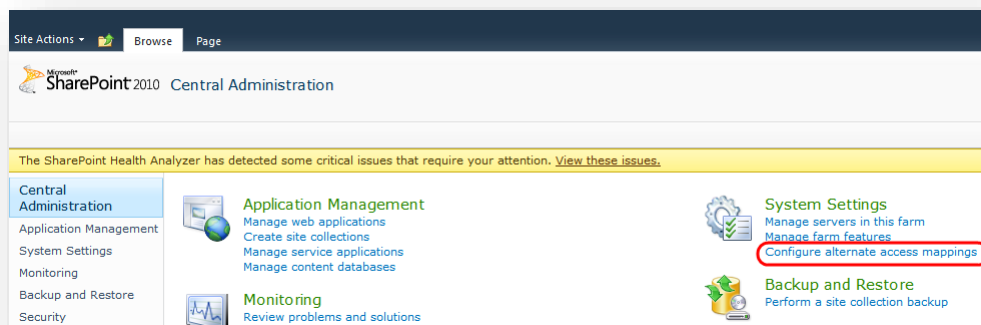 Site Actions
Browse
Page
Microsoft
SharePoint 2010
Central Administration
The SharePoint Health Analyzer has detected some critical issues that require your attention. View these issues.
Central
Administration
Application Management
System Settings
Monitoring
Backup and Restore
Security
Application Management
Manage web applications
Create site collections
Manage service applications
Manage content databases
Monitoring
Review problems and solutions
System Settings
Manage servers in this farm
Manage farm features
Configure alternate access mappings
Backup and Restore
Perform a site collection backup